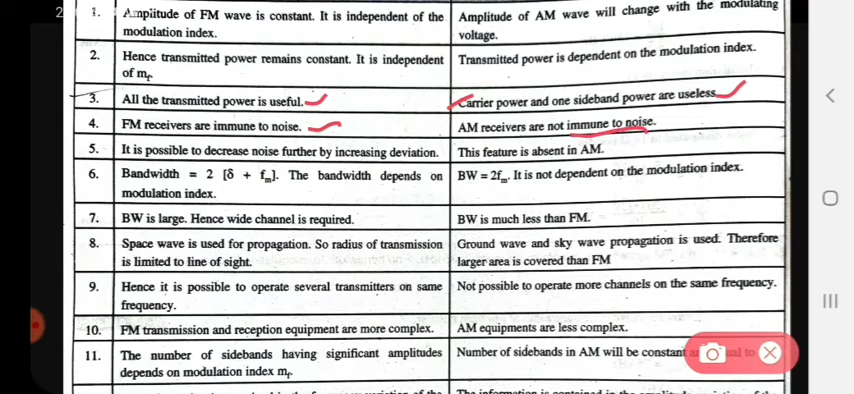 2
1. Amplitude of FM wave is constant. It is independent of the modulation index.
Amplitude of AM wave will change with the modulating voltage.
2. Hence transmitted power remains constant. It is independent of mf.
Transmitted power is dependent on the modulation index.
3. All the transmitted power is useful.
Carrier power and one sideband power are useless.
4. FM receivers are immune to noise.
AM receivers are not immune to noise.
5. It is possible to decrease noise further by increasing deviation.
This feature is absent in AM.
6. Bandwidth = 2 [δ + fm]. The bandwidth depends on modulation index.
BW = 2fm. It is not dependent on the modulation index.
7. BW is large. Hence wide channel is required.
BW is much less than FM.
8. Space wave is used for propagation. So radius of transmission is limited to line of sight.
Ground wave and sky wave propagation is used. Therefore larger area is covered than FM
9. Hence it is possible to operate several transmitters on same frequency.
Not possible to operate more channels on the same frequency.
10. FM transmission and reception equipment are more complex.
AM equipments are less complex.
11. The number of sidebands having significant amplitudes depends on modulation index mf.
Number of sidebands in AM will be constant